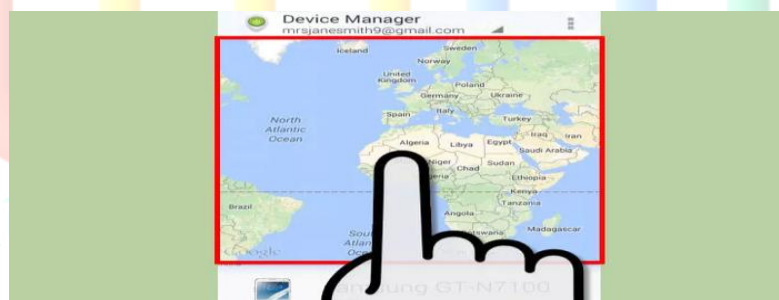 Device Manager
mrsjanesmith9@gmail.com
Iceland
Sweden
Norway
United
Kingdom
Poland
Germany
Ukraine
Spain
Italy
Turkey
North
Atlantic
Ocean
Iraq
Iran
Algeria
Libya
Egypt
Saudi Arabia
Niger
Chad
Sudan
Ethiopia
Kenya
Tanzania
Brazil
Angola
Madagascar
Google
GT-N7100